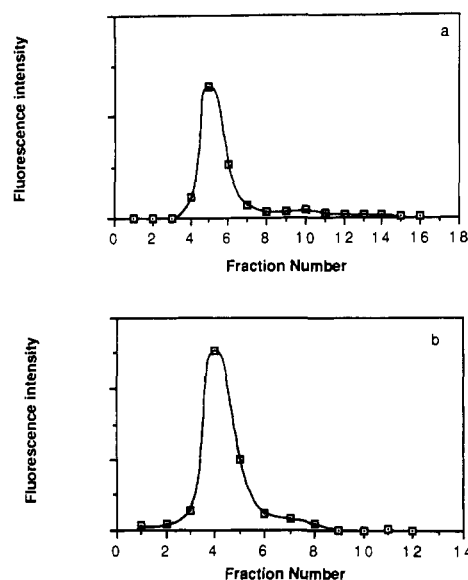 a
Fluorescence intensity
0 2 4 6 8 10 12 14 16 18
Fraction Number
b
Fluorescence intensity
0 2 4 6 8 10 12 14
Fraction Number